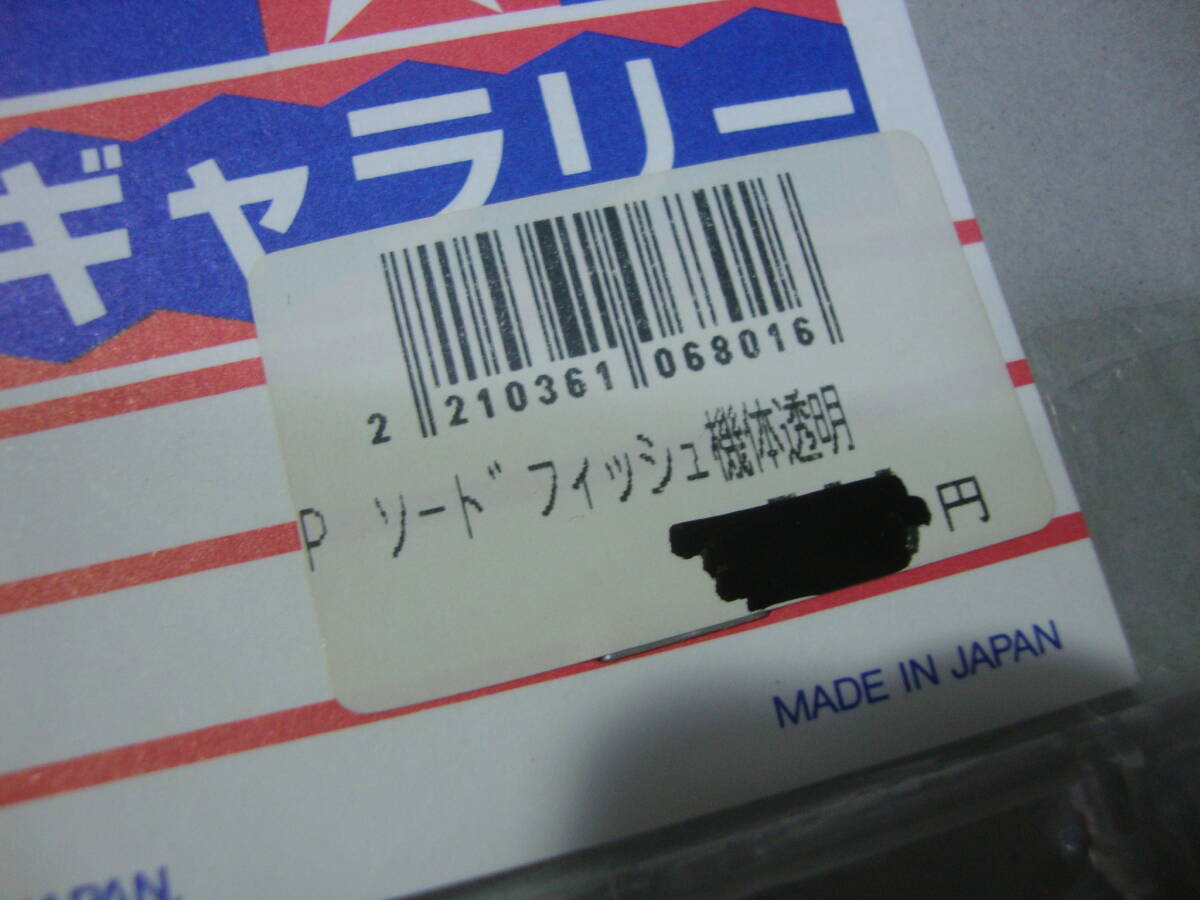 ギャラリー
2 210361 068016
P ソードフィッシュ機体透明
円
MADE IN JAPAN
JAPAN.